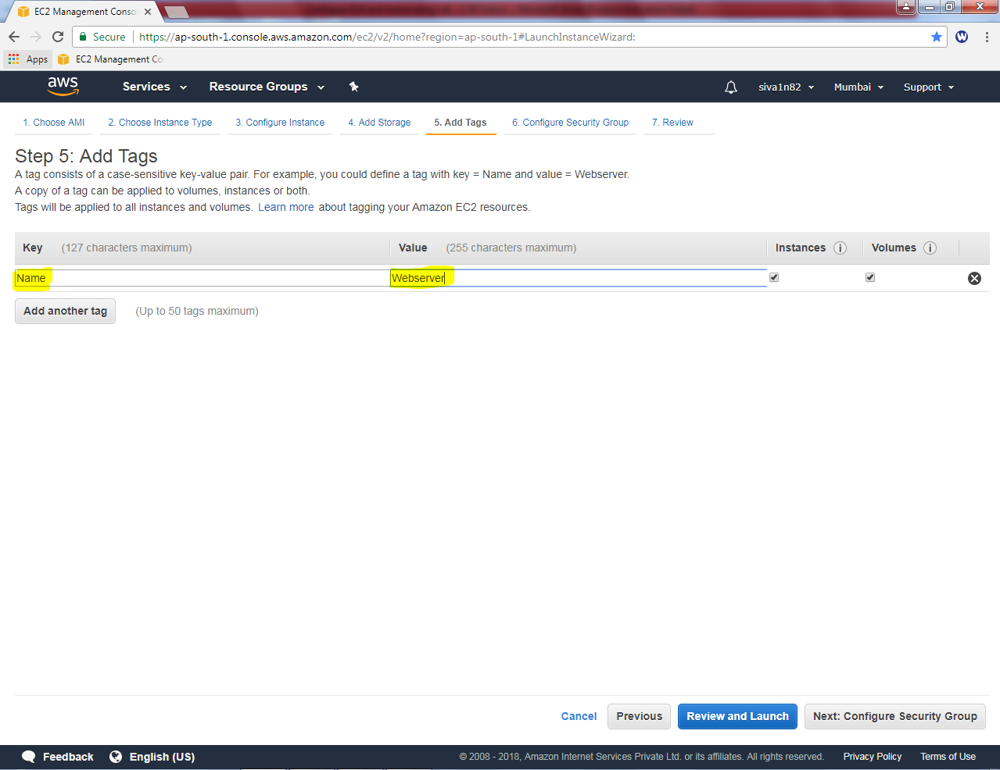 EC2 Management Conso
Secure https://ap-south-1.console.aws.amazon.com/ec2/v2/home?region=ap-south-1#LaunchInstanceWizard:
W
Apps EC2 Management Co
aws Services Resource Groups siva1n82 Mumbai Support
1. Choose AMI 2. Choose Instance Type 3. Configure Instance 4. Add Storage 5. Add Tags 6. Configure Security Group 7. Review
Step 5: Add Tags
A tag consists of a case-sensitive key-value pair. For example, you could define a tag with key = Name and value = Webserver.
A copy of a tag can be applied to volumes, instances or both.
Tags will be applied to all instances and volumes. Learn more about tagging your Amazon EC2 resources.
Key (127 characters maximum) Value (255 characters maximum) Instances i Volumes i
Name Webserver
Add another tag (Up to 50 tags maximum)
Cancel Previous Review and Launch Next: Configure Security Group
Feedback English (US) © 2008 - 2018, Amazon Internet Services Private Ltd. or its affiliates. All rights reserved. Privacy Policy Terms of Use